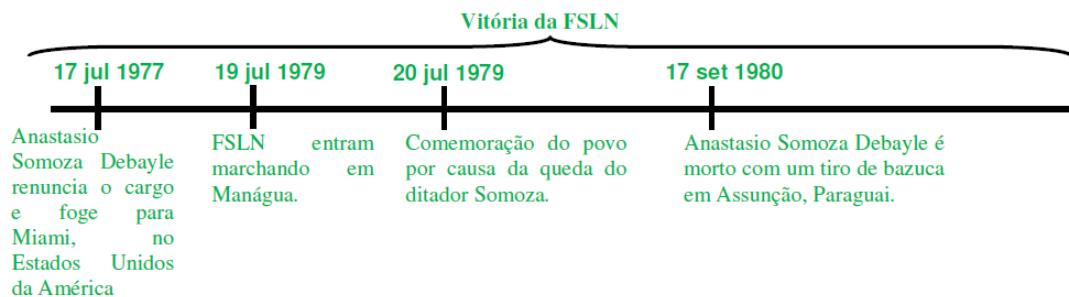 Vitória da FSLN
17 jul 1977
19 jul 1979
20 jul 1979
17 set 1980
Anastasio
Somoza Debayle
renuncia o cargo
e foge para
Miami, no
Estados Unidos
da América
FSLN entram
marchando em
Manágua.
Comemoração do povo
por causa da queda do
ditador Somoza.
Anastasio Somoza Debayle é
morto com um tiro de bazuca
em Assunção, Paraguai.